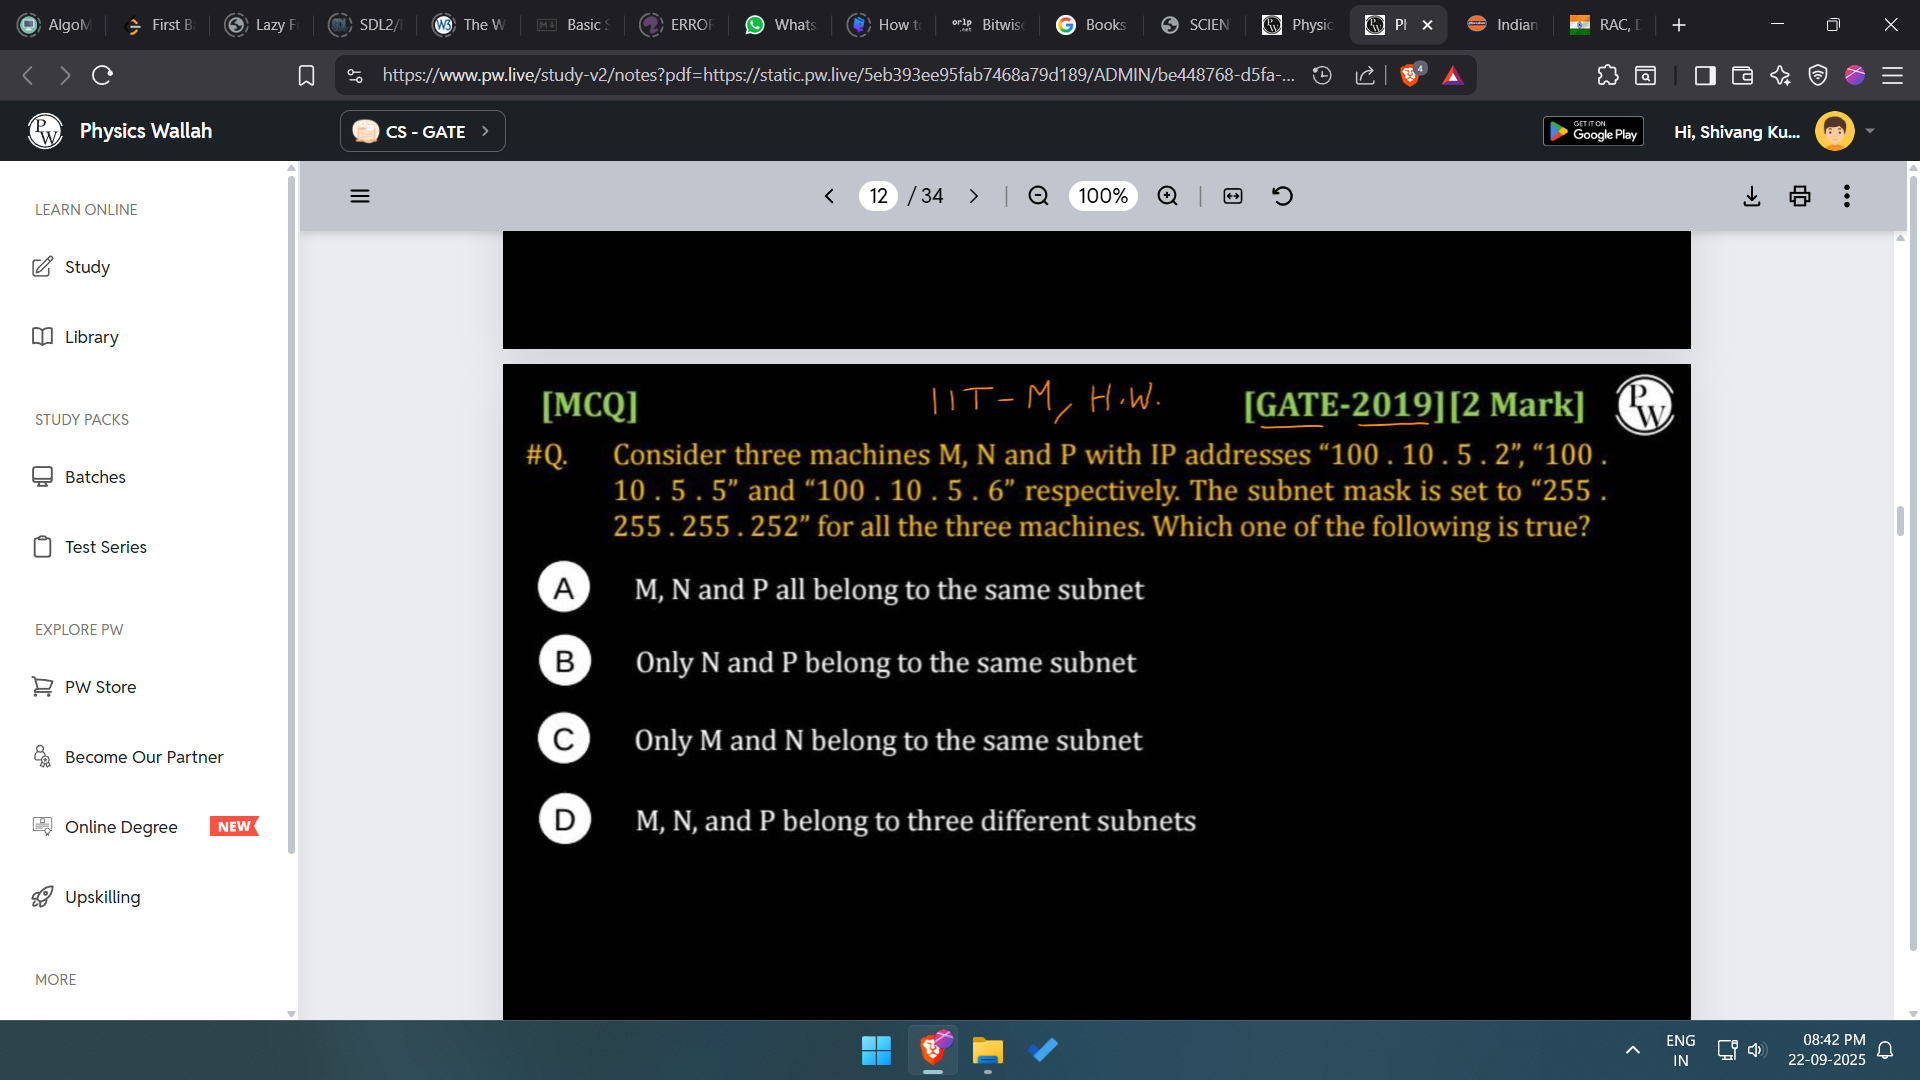 AlgoM
First B
Lazy F
SDL2/
The W
Basic S
ERROR
Whats
How t
Bitwise
Books
SCIEN
Physic
Ph
Indian
RAC, D
https://www.pw.live/study-v2/notes?pdf=https://static.pw.live/5eb393ee95fab7468a79d189/ADMIN/be448768-d5fa-...
4
Physics Wallah
CS - GATE
GET IT ON
Google Play
Hi, Shivang Ku...
LEARN ONLINE
Study
Library
STUDY PACKS
Batches
Test Series
EXPLORE PW
PW Store
Become Our Partner
Online Degree NEW
Upskilling
MORE
12 / 34
100%
[MCQ] IIT-M, H.W. [GATE-2019][2 Mark]
#Q. Consider three machines M, N and P with IP addresses “100 . 10 . 5 . 2”, “100 .
10 . 5 . 5” and “100 . 10 . 5 . 6” respectively. The subnet mask is set to “255 .
255 . 255 . 252” for all the three machines. Which one of the following is true?
A M, N and P all belong to the same subnet
B Only N and P belong to the same subnet
C Only M and N belong to the same subnet
D M, N, and P belong to three different subnets
ENG
IN
08:42 PM
22-09-2025